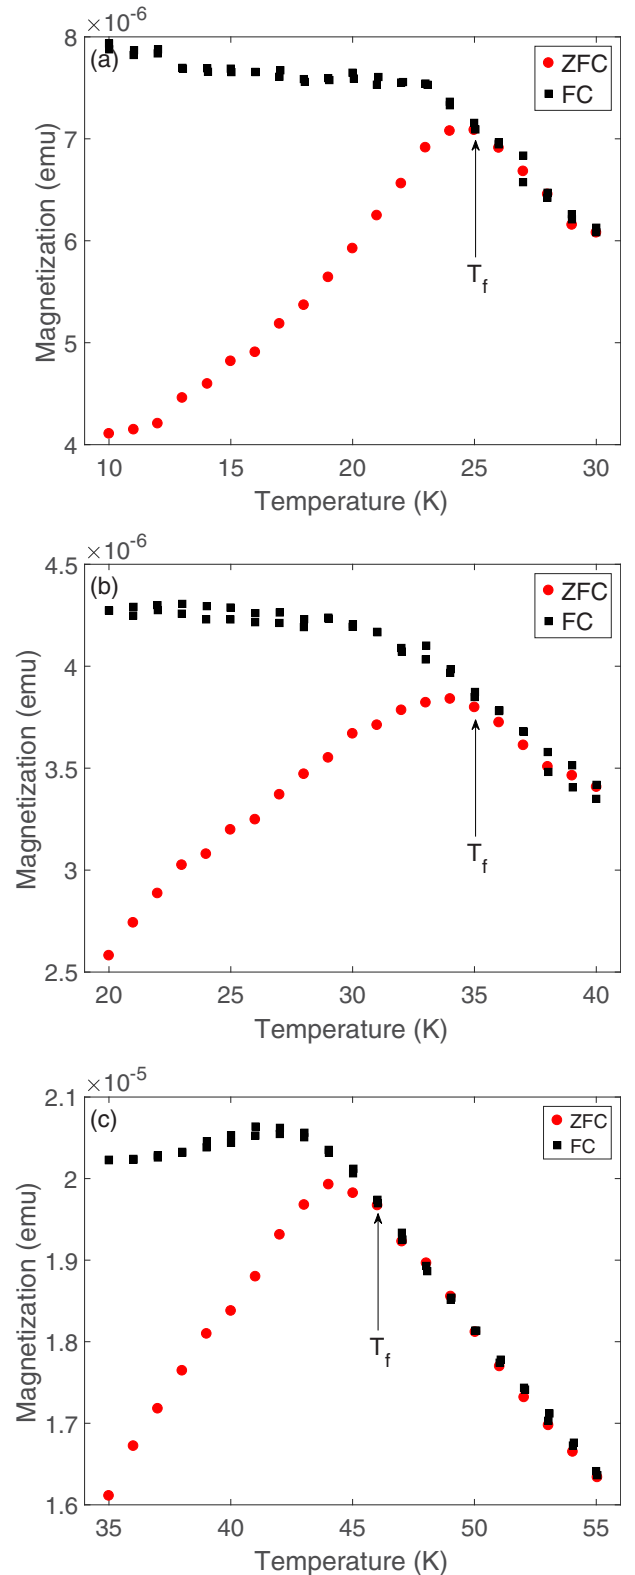 ×10⁻⁶
(a)
ZFC
FC
T_f
8
7
6
5
4
Magnetization (emu)
10 15 20 25 30
Temperature (K)
×10⁻⁶
(b)
ZFC
FC
T_f
4.5
4
3.5
3
2.5
Magnetization (emu)
20 25 30 35 40
Temperature (K)
×10⁻⁵
(c)
ZFC
FC
T_f
2.1
2
1.9
1.8
1.7
1.6
Magnetization (emu)
35 40 45 50 55
Temperature (K)